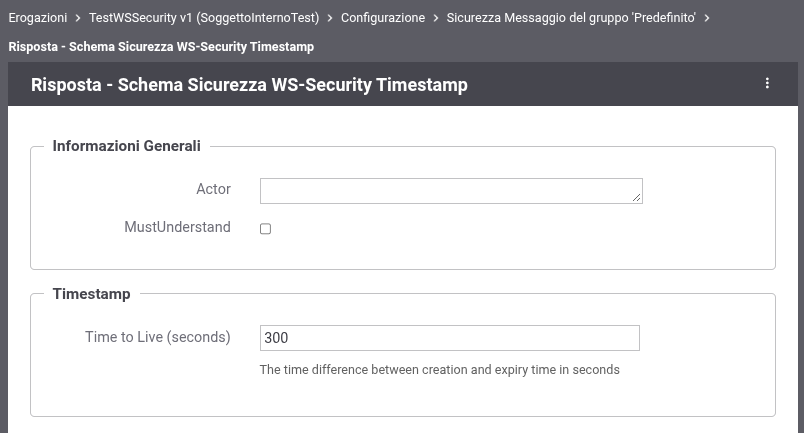 Erogazioni > TestWSSecurity v1 (SoggettoInternoTest) > Configurazione > Sicurezza Messaggio del gruppo 'Predefinito' >
Risposta - Schema Sicurezza WS-Security Timestamp
Risposta - Schema Sicurezza WS-Security Timestamp
Informazioni Generali
Actor
MustUnderstand
Timestamp
Time to Live (seconds) 300
The time difference between creation and expiry time in seconds